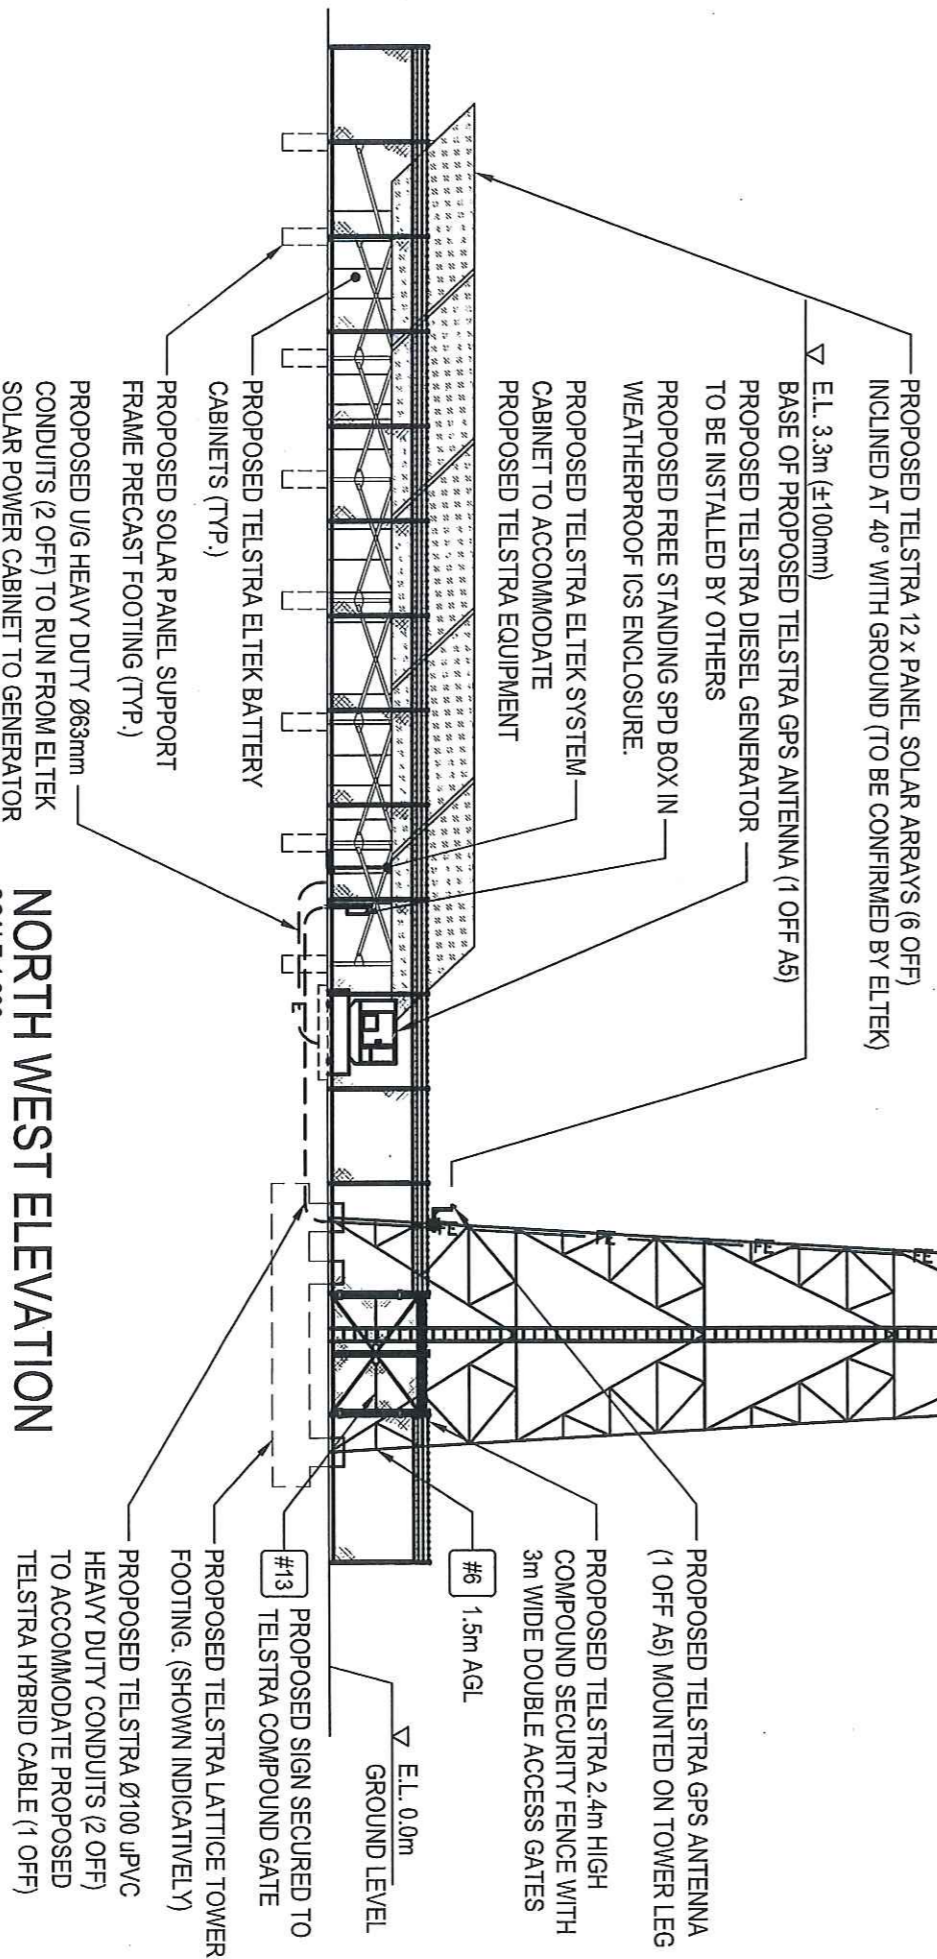 PROPOSED TELSTRA 12 x PANEL SOLAR ARRAYS (6 OFF)
INCLINED AT 40° WITH GROUND (TO BE CONFIRMED BY ELTEK)
E.L. 3.3m (±100mm)
BASE OF PROPOSED TELSTRA GPS ANTENNA (1 OFF A5)
PROPOSED TELSTRA DIESEL GENERATOR
TO BE INSTALLED BY OTHERS
PROPOSED FREE STANDING SPD BOX IN
WEATHERPROOF ICS ENCLOSURE.
PROPOSED TELSTRA ELTEK SYSTEM
CABINET TO ACCOMMODATE
PROPOSED TELSTRA EQUIPMENT
PROPOSED TELSTRA ELTEK BATTERY
CABINETS (TYP.)
PROPOSED SOLAR PANEL SUPPORT
FRAME PRECAST FOOTING (TYP.)
PROPOSED U/G HEAVY DUTY Ø63mm
CONDUITS (2 OFF) TO RUN FROM ELTEK
SOLAR POWER CABINET TO GENERATOR
E
FE
FE
FE
FE
PROPOSED TELSTRA GPS ANTENNA
(1 OFF A5) MOUNTED ON TOWER LEG
PROPOSED TELSTRA 2.4m HIGH
COMPOUND SECURITY FENCE WITH
3m WIDE DOUBLE ACCESS GATES
#6 1.5m AGL
E.L. 0.0m
GROUND LEVEL
#13 PROPOSED SIGN SECURED TO
TELSTRA COMPOUND GATE
PROPOSED TELSTRA LATTICE TOWER
FOOTING. (SHOWN INDICATIVELY)
PROPOSED TELSTRA Ø100 uPVC
HEAVY DUTY CONDUITS (2 OFF)
TO ACCOMMODATE PROPOSED
TELSTRA HYBRID CABLE (1 OFF)
NORTH WEST ELEVATION